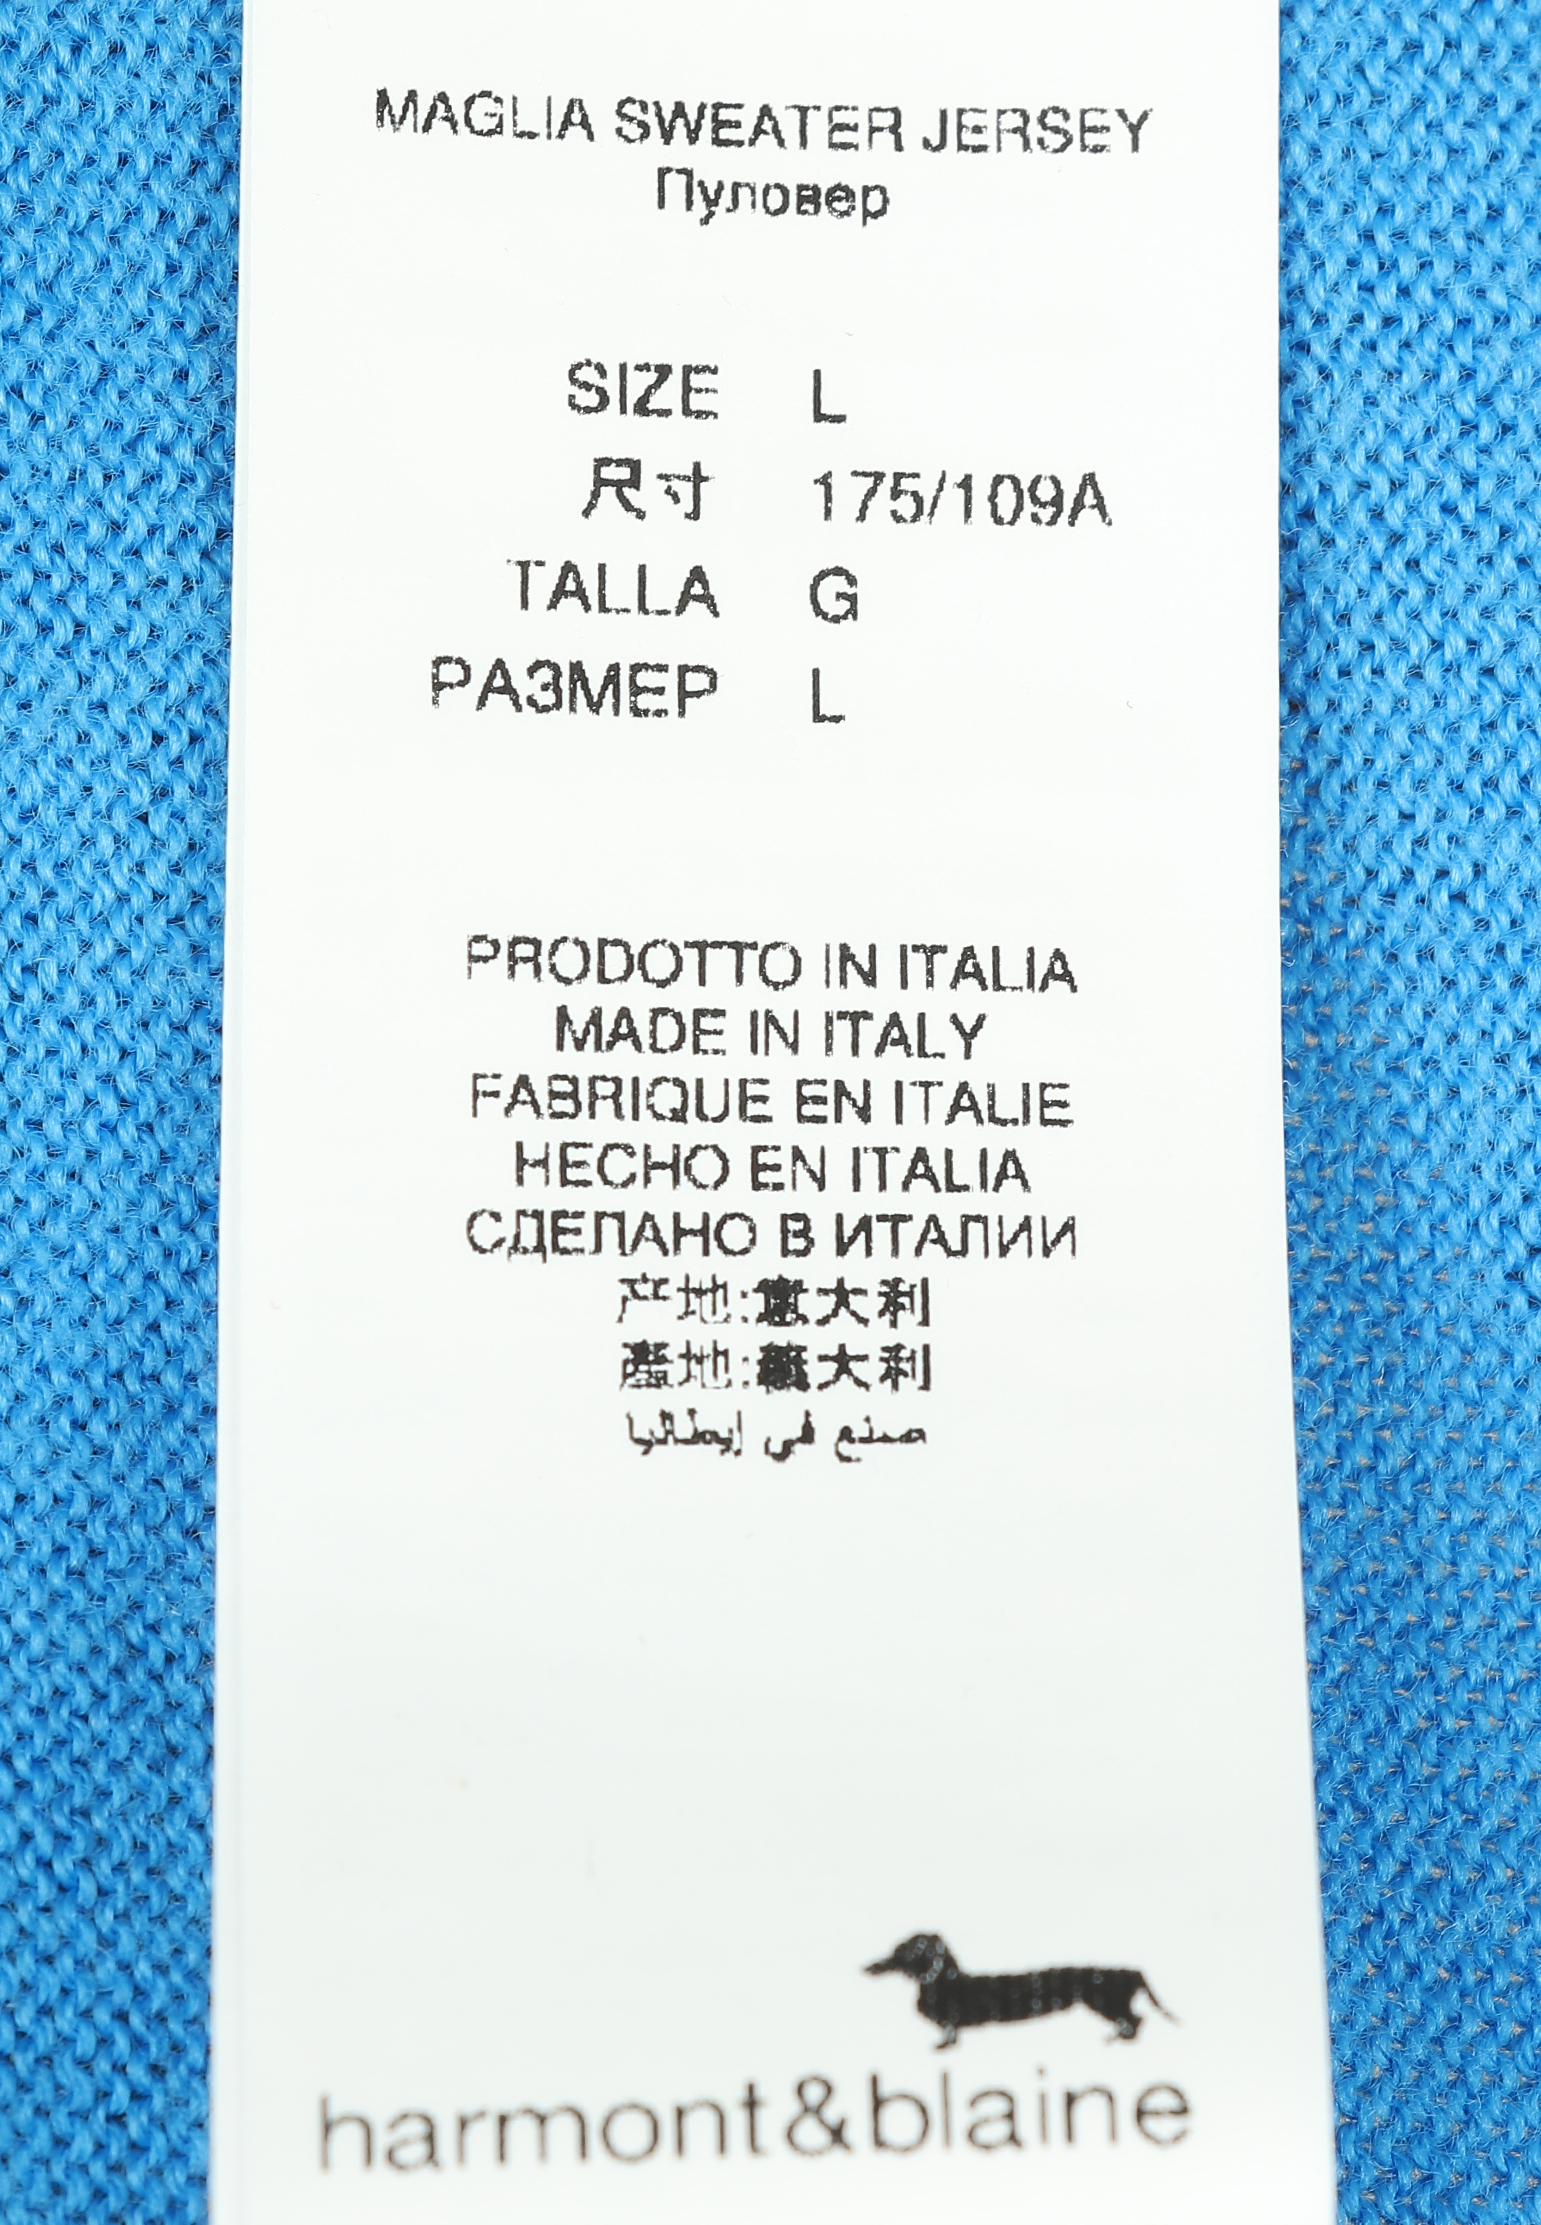 MAGLIA SWEATER JERSEY
Пуловер
SIZE L
尺寸 175/109A
TALLA G
РАЗМЕР L
PRODOTTO IN ITALIA
MADE IN ITALY
FABRIQUE EN ITALIE
HECHO EN ITALIA
СДЕЛАНО В ИТАЛИИ
产地:意大利
產地:義大利
صنع في إيطاليا
harmont&blaine